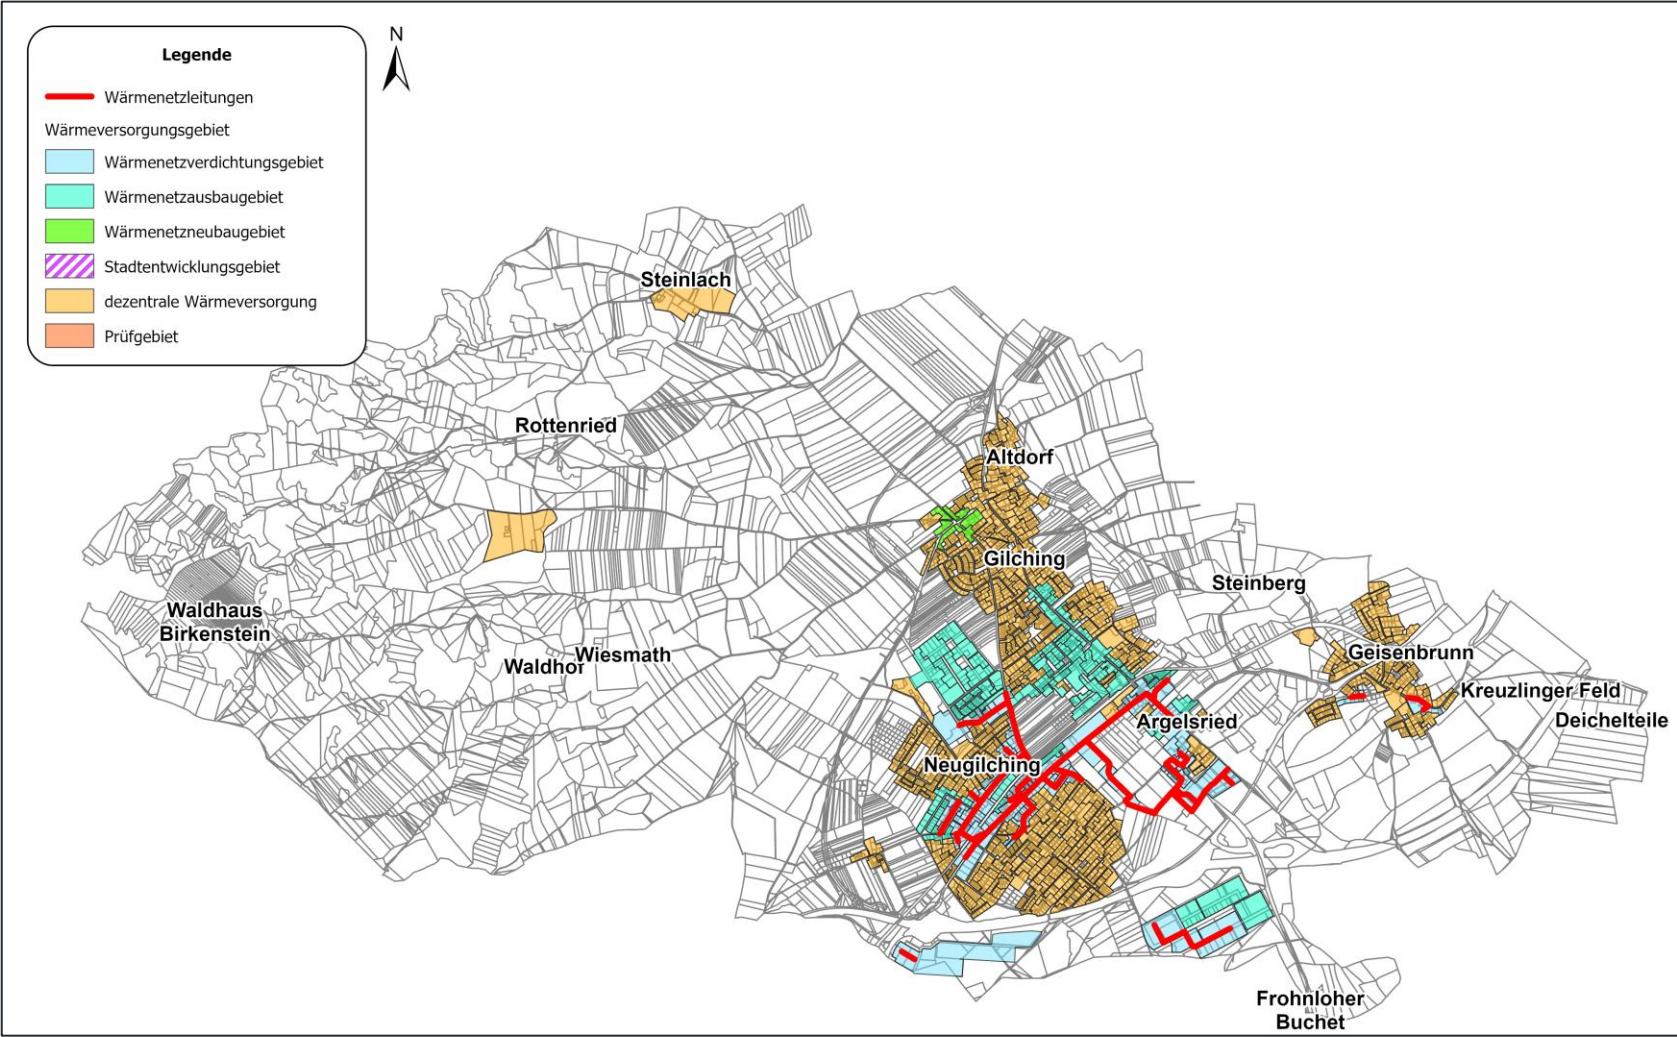 Legende
N
Wärmenetzleitungen
Wärmeversorgungsgebiet
Wärmenetzverdichtungsgebiet
Wärmenetzausbaugebiet
Wärmenetzneubaugebiet
Stadtentwicklungsgebiet
dezentrale Wärmeversorgung
Prüfgebiet
Steinlach
Rottenried
Altdorf
Gilching
Steinberg
Waldhaus
Birkenstein
Waldhof
Wiesmath
Geisenbrunn
Kreuzlinger Feld
Deichelteile
Argelsried
Neugilching
Frohnloher
Buchet